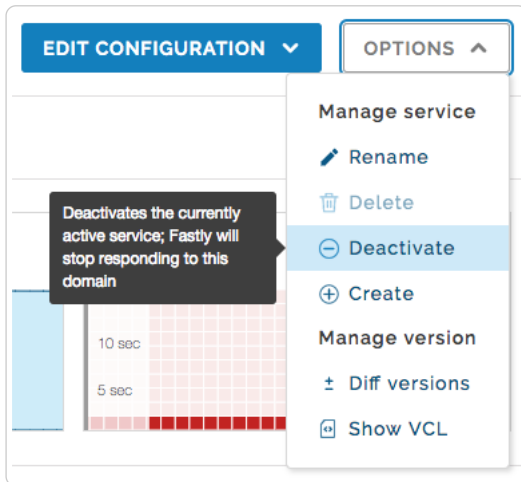 EDIT CONFIGURATION
OPTIONS
Manage service
Rename
Delete
Deactivates the currently
active service; Fastly will
stop responding to this
domain
Deactivate
Create
Manage version
10 sec
Diff versions
5 sec
Show VCL